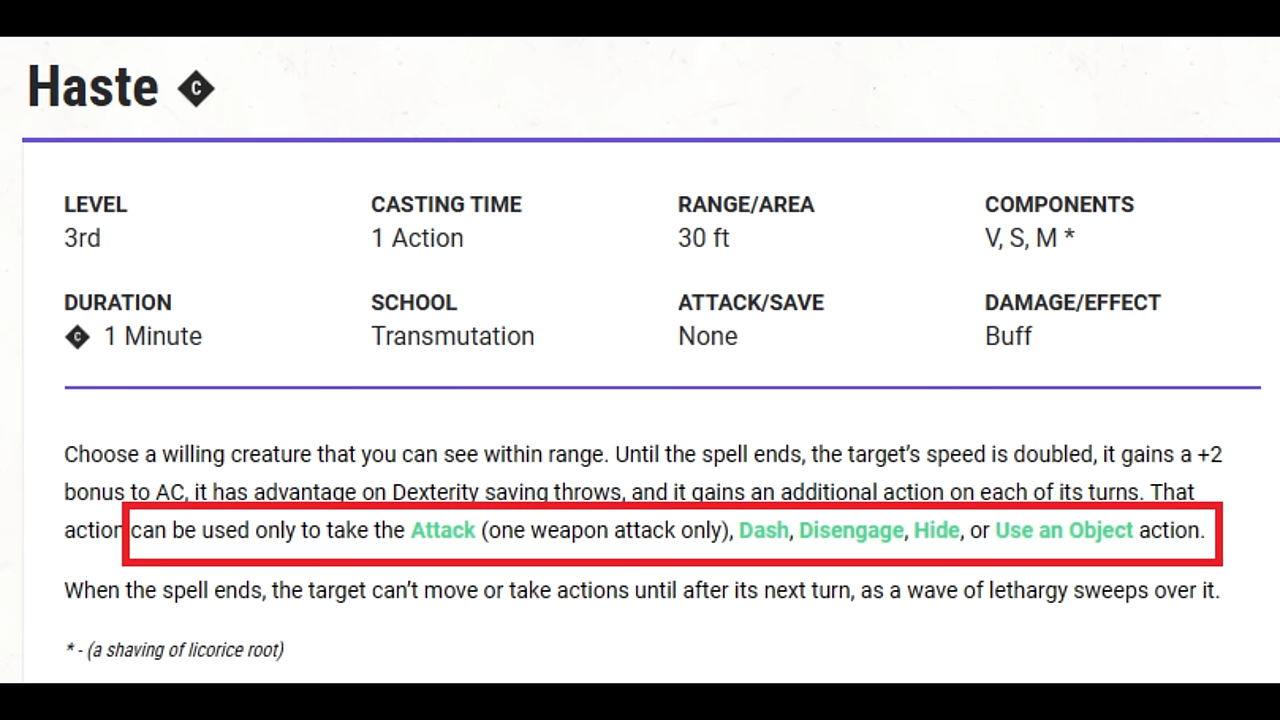 Haste C
LEVEL
CASTING TIME
RANGE/AREA
COMPONENTS
3rd
1 Action
30 ft
V, S, M *
DURATION
SCHOOL
ATTACK/SAVE
DAMAGE/EFFECT
C 1 Minute
Transmutation
None
Buff
Choose a willing creature that you can see within range. Until the spell ends, the target’s speed is doubled, it gains a +2
bonus to AC, it has advantage on Dexterity saving throws, and it gains an additional action on each of its turns. That
action can be used only to take the Attack (one weapon attack only), Dash, Disengage, Hide, or Use an Object action.
When the spell ends, the target can’t move or take actions until after its next turn, as a wave of lethargy sweeps over it.
* - (a shaving of licorice root)